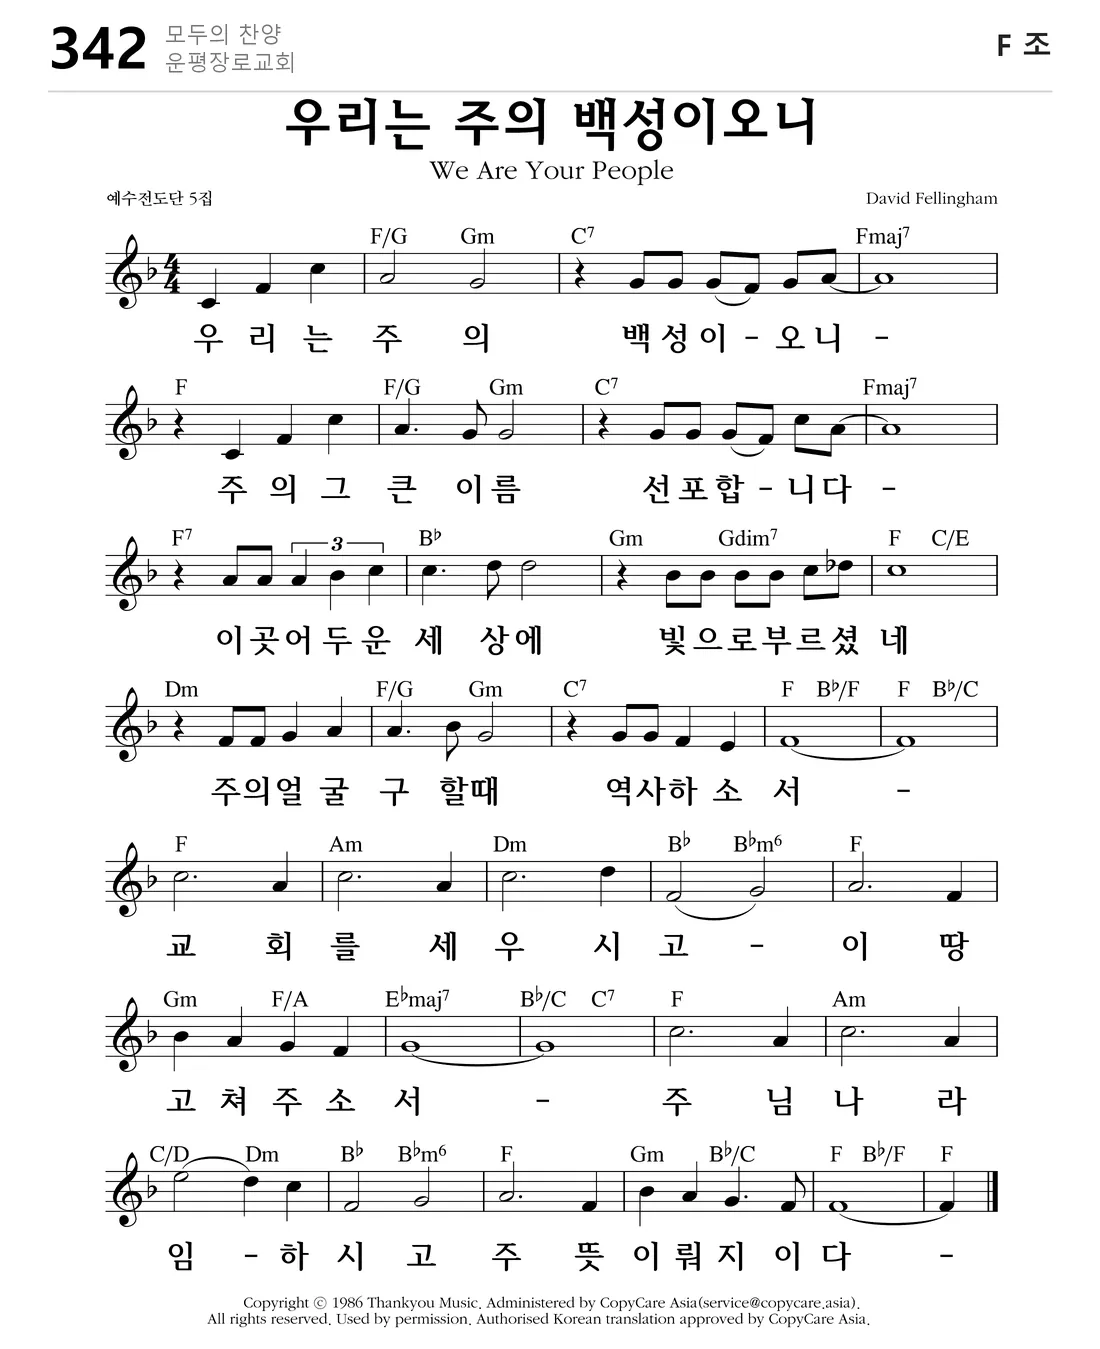 342 모두의 찬양
운평장로교회
F 조
우리는 주의 백성이오니
We Are Your People
예수전도단 5집 David Fellingham
F/G Gm C7 Fmaj7
우 리 는 주 의 백 성 이 - 오 니 -
F F/G Gm C7 Fmaj7
주 의 그 큰 이 름 선 포 합 - 니 다 -
F7 3 B♭ Gm Gdim7 F C/E
이 곳 어 두 운 세 상 에 빛 으 로 부 르 셨 네
Dm F/G Gm C7 F B♭/F F B♭/C
주 의 얼 굴 구 할 때 역 사 하 소 서 -
F Am Dm B♭ B♭m6 F
교 회 를 세 우 시 고 - 이 땅
Gm F/A E♭maj7 B♭/C C7 F Am
고 쳐 주 소 서 - 주 님 나 라
C/D Dm B♭ B♭m6 F Gm B♭/C F B♭/F F
임 - 하 시 고 주 뜻 이 뤄 지 이 다 -
Copyright ⓒ 1986 Thankyou Music. Administered by CopyCare Asia(service@copycare.asia).
All rights reserved. Used by permission. Authorised Korean translation approved by CopyCare Asia.